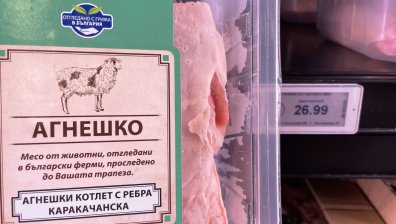 ОТГЛЕДАНО С ГРИЖА
В БЪЛГАРИЯ
АГНЕШКО
Месо от животни, отгледани
в български ферми, проследено
до Вашата трапеза.
АГНЕШКИ КОТЛЕТ С РЕБРА
КАРАКАЧАНСКА
26.99